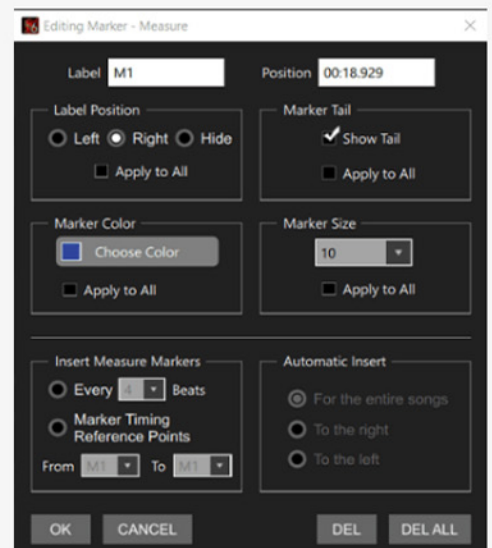 Editing Marker - Measure
Label M1 Position 00:18.929
Label Position
Left Right Hide
Apply to All
Marker Tail
Show Tail
Apply to All
Marker Color
Choose Color
Apply to All
Marker Size
10
Apply to All
Insert Measure Markers
Every 4 Beats
Marker Timing
Reference Points
From M1 To M1
Automatic Insert
For the entire songs
To the right
To the left
OK CANCEL DEL DEL ALL